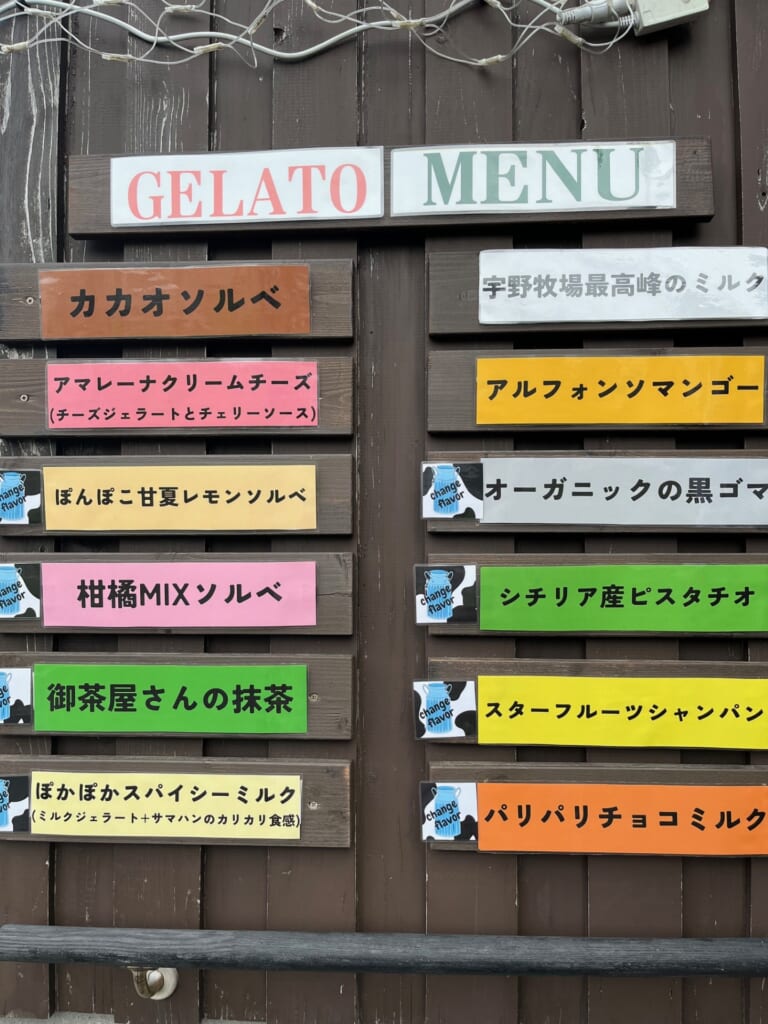 GELATO MENU
カカオソルベ
アマレーナクリームチーズ
(チーズジェラートとチェリーソース)
change flavor
ぽんぽこ甘夏レモンソルベ
change flavor
柑橘MIXソルベ
change flavor
御茶屋さんの抹茶
change flavor
ぽかぽかスパイシーミルク
(ミルクジェラート+サマハンのカリカリ食感)
宇野牧場最高峰のミルク
アルフォンソマンゴー
change flavor
オーガニックの黒ゴマ
change flavor
シチリア産ピスタチオ
change flavor
スターフルーツシャンパン
change flavor
パリパリチョコミルク